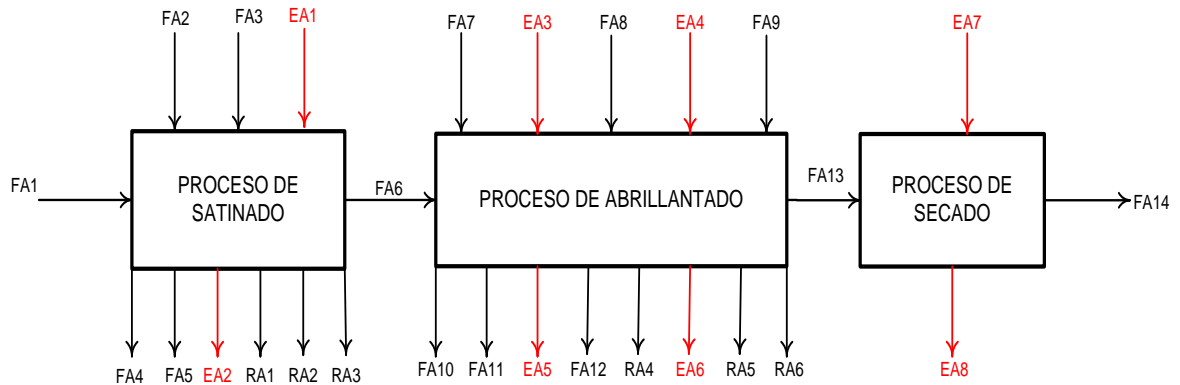 FA2 FA3 EA1 FA7 EA3 FA8 EA4 FA9 EA7
FA1
PROCESO DE
SATINADO
FA6
PROCESO DE ABRILLANTADO
FA13
PROCESO DE
SECADO
FA14
FA4 FA5 EA2 RA1 RA2 RA3 FA10 FA11 EA5 FA12 RA4 EA6 RA5 RA6 EA8